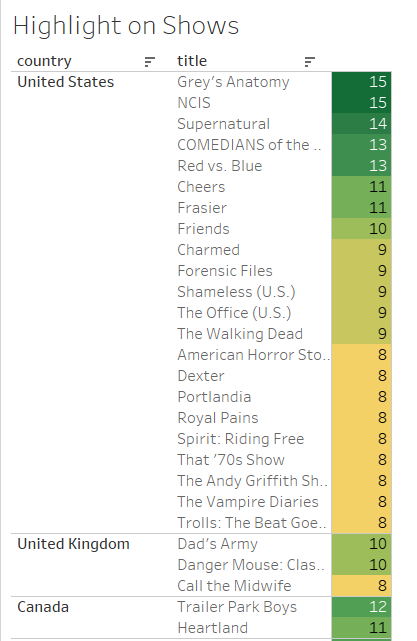 Highlight on Shows
country title
United States Grey's Anatomy 15
NCIS 15
Supernatural 14
COMEDIANS of the .. 13
Red vs. Blue 13
Cheers 11
Frasier 11
Friends 10
Charmed 9
Forensic Files 9
Shameless (U.S.) 9
The Office (U.S.) 9
The Walking Dead 9
American Horror Sto.. 8
Dexter 8
Portlandia 8
Royal Pains 8
Spirit: Riding Free 8
That '70s Show 8
The Andy Griffith Sh.. 8
The Vampire Diaries 8
Trolls: The Beat Goe.. 8
United Kingdom Dad's Army 10
Danger Mouse: Clas.. 10
Call the Midwife 8
Canada Trailer Park Boys 12
Heartland 11